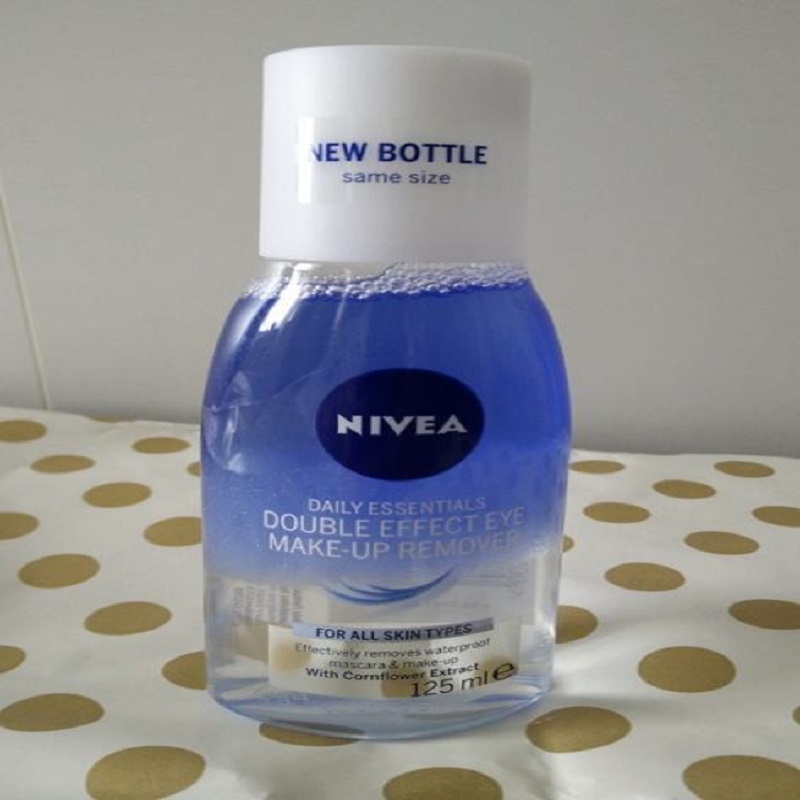 NEW BOTTLE
same size
NIVEA
DAILY ESSENTIALS
DOUBLE EFFECT EYE
MAKE-UP REMOVER
FOR ALL SKIN TYPES
Effectively removes waterproof
mascara & make-up
With Cornflower Extract
125 ml e